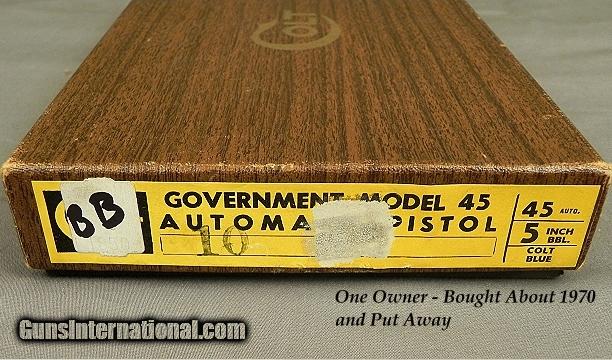 COLT
BB
GOVERNMENT MODEL 45
AUTOMA PISTOL
10
45 AUTO.
5 INCH BBL.
COLT BLUE
One Owner - Bought About 1970
and Put Away
GunsInternational.com